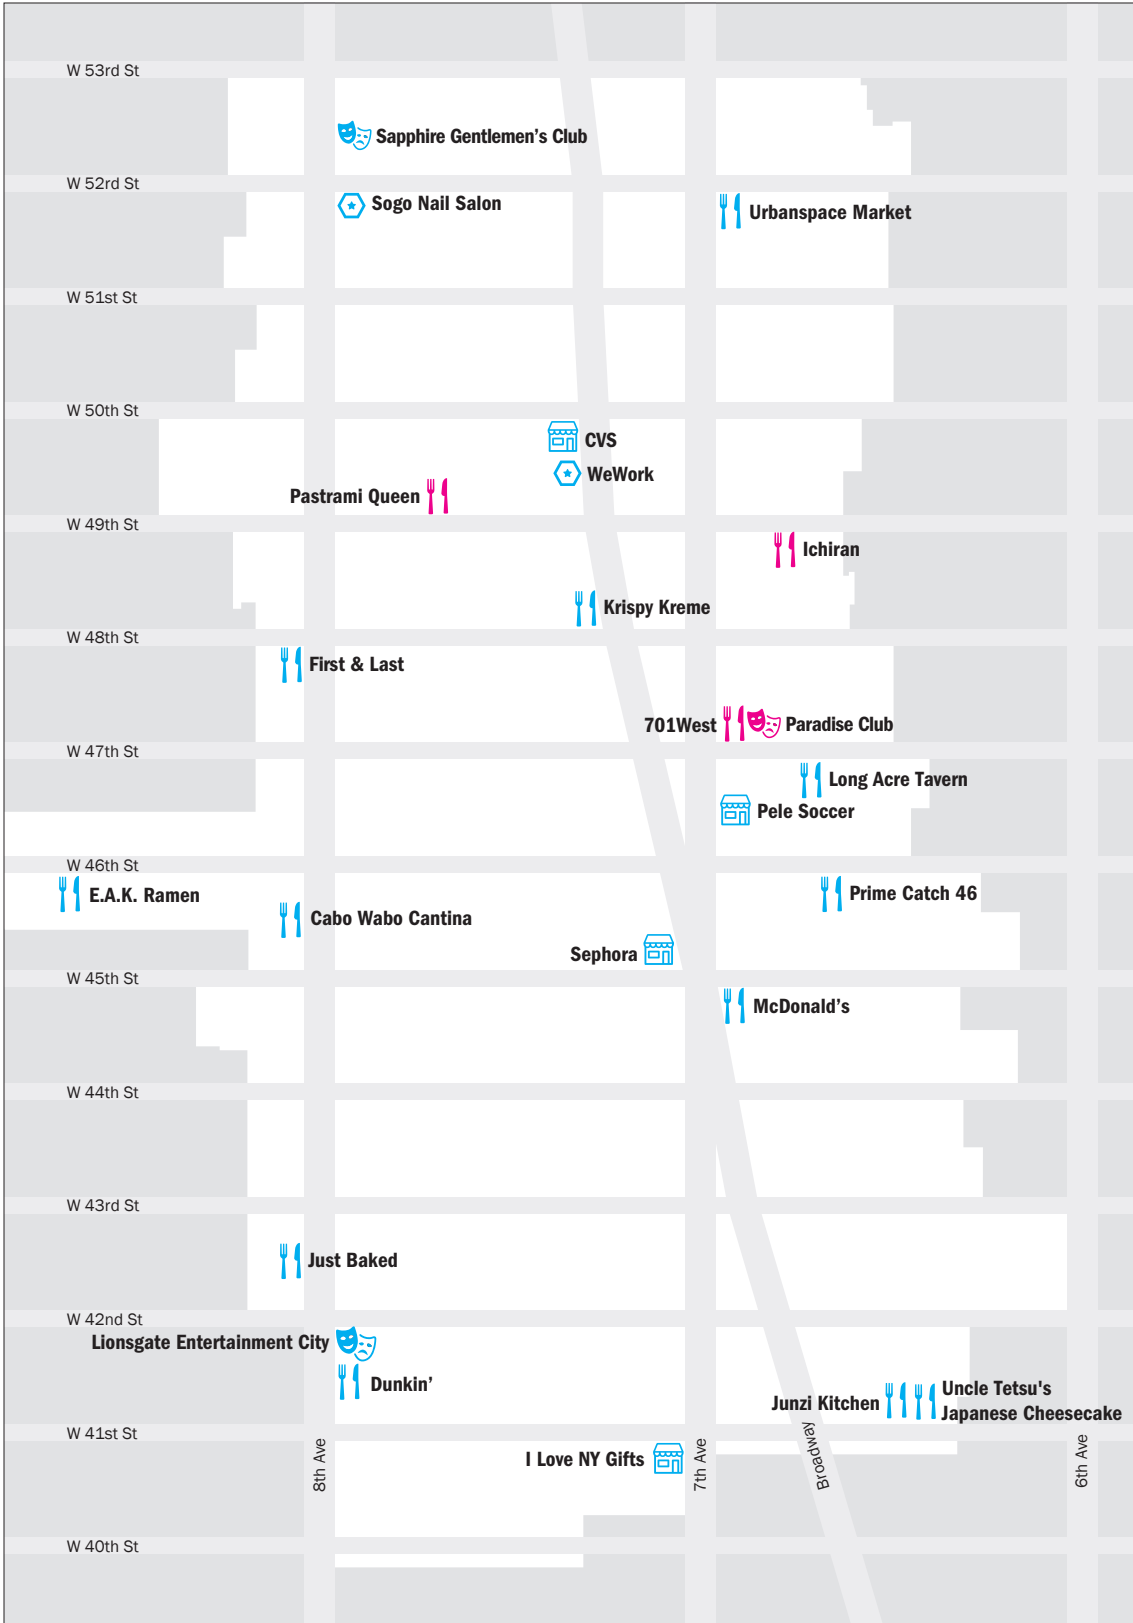 W 53rd St
Sapphire Gentlemen's Club
W 52rd St
Sogo Nail Salon
Urbanspace Market
W 51st St
W 50th St
CVS
WeWork
Pastrami Queen
W 49th St
Ichiran
Krispy Kreme
W 48th St
First & Last
701West
Paradise Club
W 47th St
Long Acre Tavern
Pele Soccer
W 46th St
E.A.K. Ramen
Prime Catch 46
Cabo Wabo Cantina
Sephora
W 45th St
McDonald's
W 44th St
W 43rd St
Just Baked
W 42nd St
Lionsgate Entertainment City
Dunkin'
Junzi Kitchen
Uncle Tetsu's
Japanese Cheesecake
W 41st St
8th Ave
I Love NY Gifts
7th Ave
Broadway
6th Ave
W 40th St